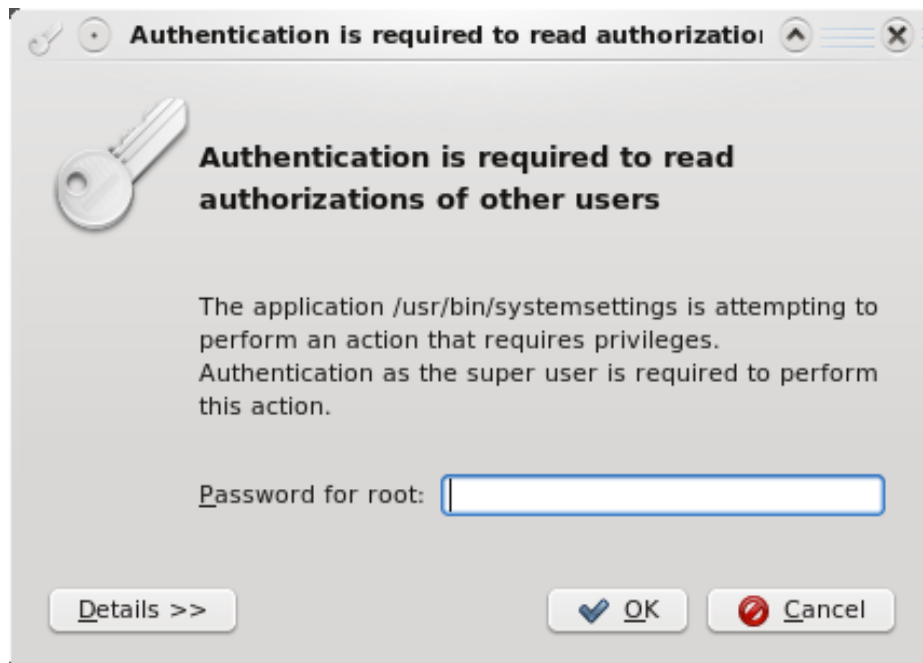 Authentication is required to read authorization
Authentication is required to read
authorizations of other users
The application /usr/bin/systemsettings is attempting to
perform an action that requires privileges.
Authentication as the super user is required to perform
this action.
Password for root:
Details >>
OK
Cancel